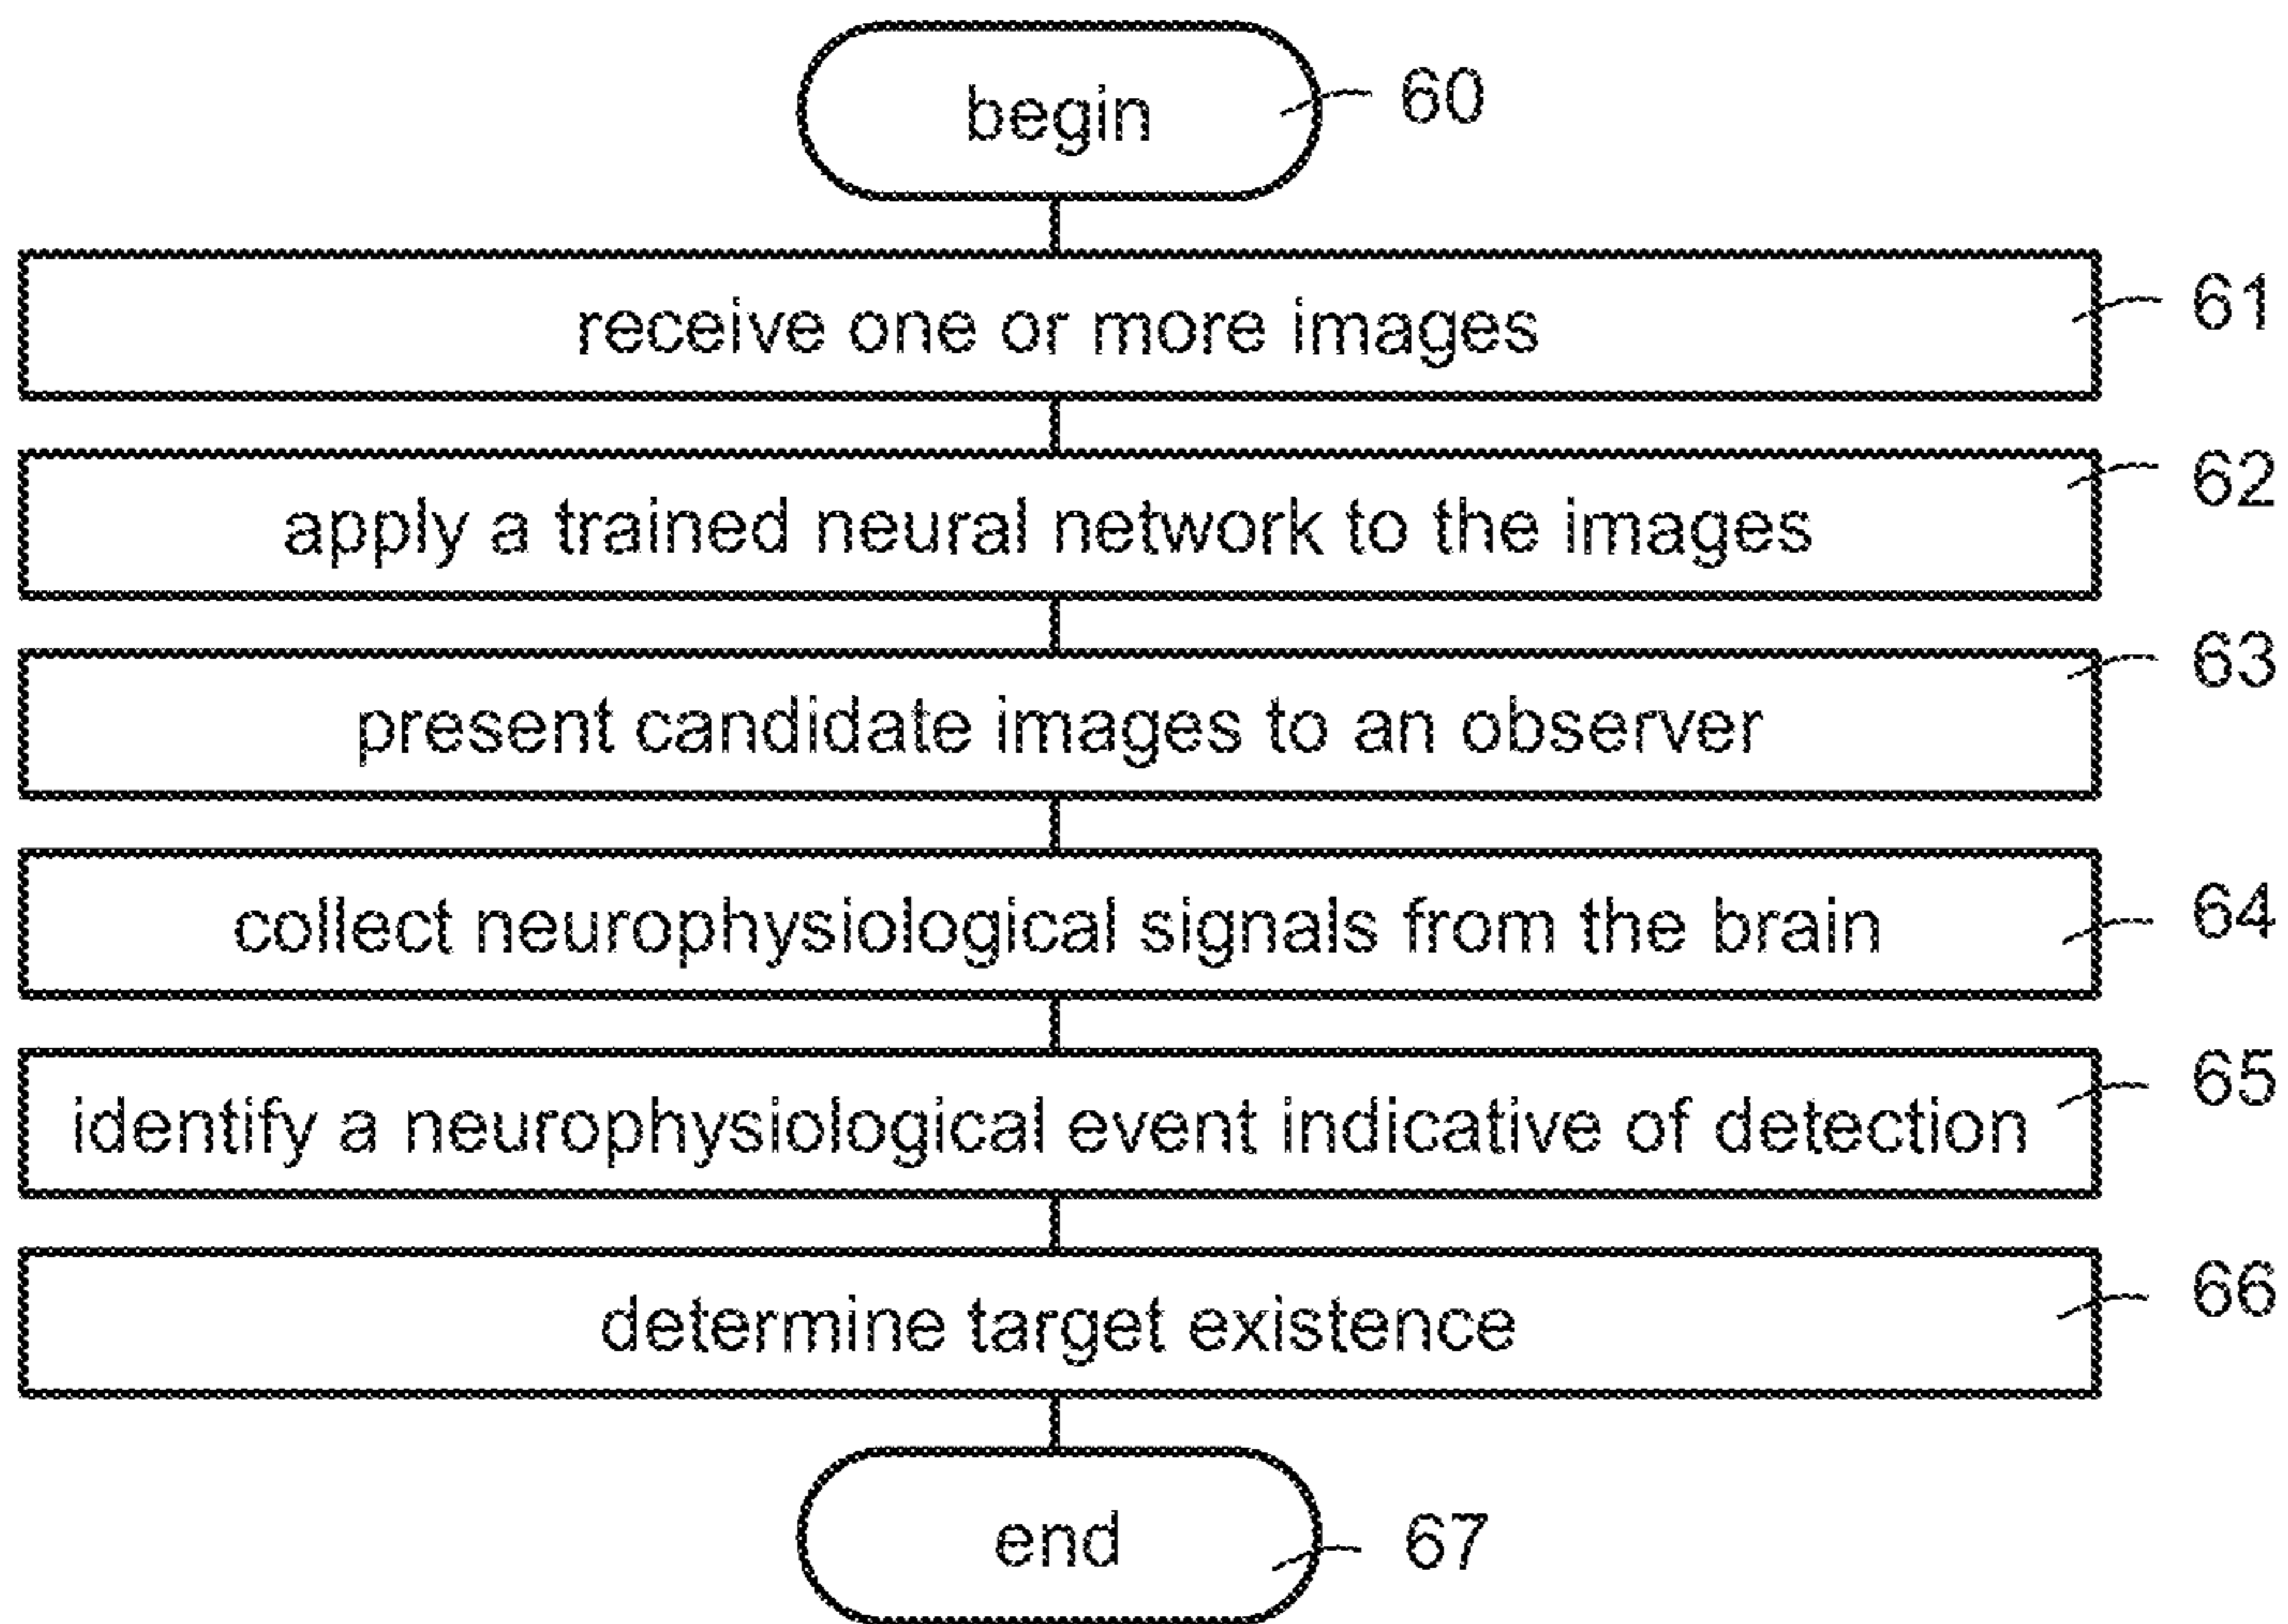 begin 60
receive one or more images 61
apply a trained neural network to the images 62
present candidate images to an observer 63
collect neurophysiological signals from the brain 64
identify a neurophysiological event indicative of detection 65
determine target existence 66
end 67